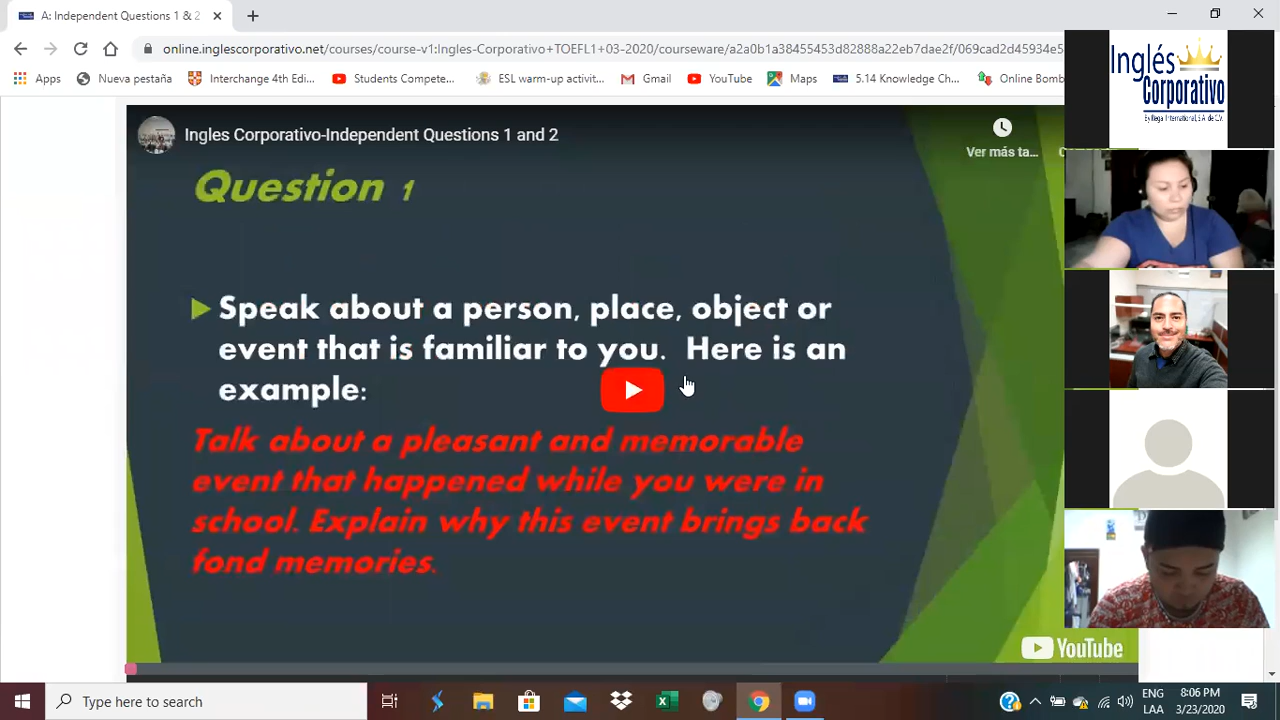 A: Independent Questions 1 & 2
online.inglescorporativo.net/courses/course-v1:Ingles-Corporativo+TOEFL1+03-2020/courseware/a2a0b1a38455453d82888a22eb7dae2f/069cad2d45934e5
Apps
Nueva pestaña
Interchange 4th Edi...
Students Compete...
ESL warm-up activit...
Gmail
YouTube
Maps
5.14 Knowledge Ch...
Online Bomb
Inglés
Corporativo
Ingles Corporativo-Independent Questions 1 and 2
Ver más ta...
Question 1
Speak about a person, place, object or
event that is familiar to you. Here is an
example:
Talk about a pleasant and memorable
event that happened while you were in
school. Explain why this event brings back
fond memories.
YouTube
Type here to search
ENG
LAA
8:06 PM
3/23/2020